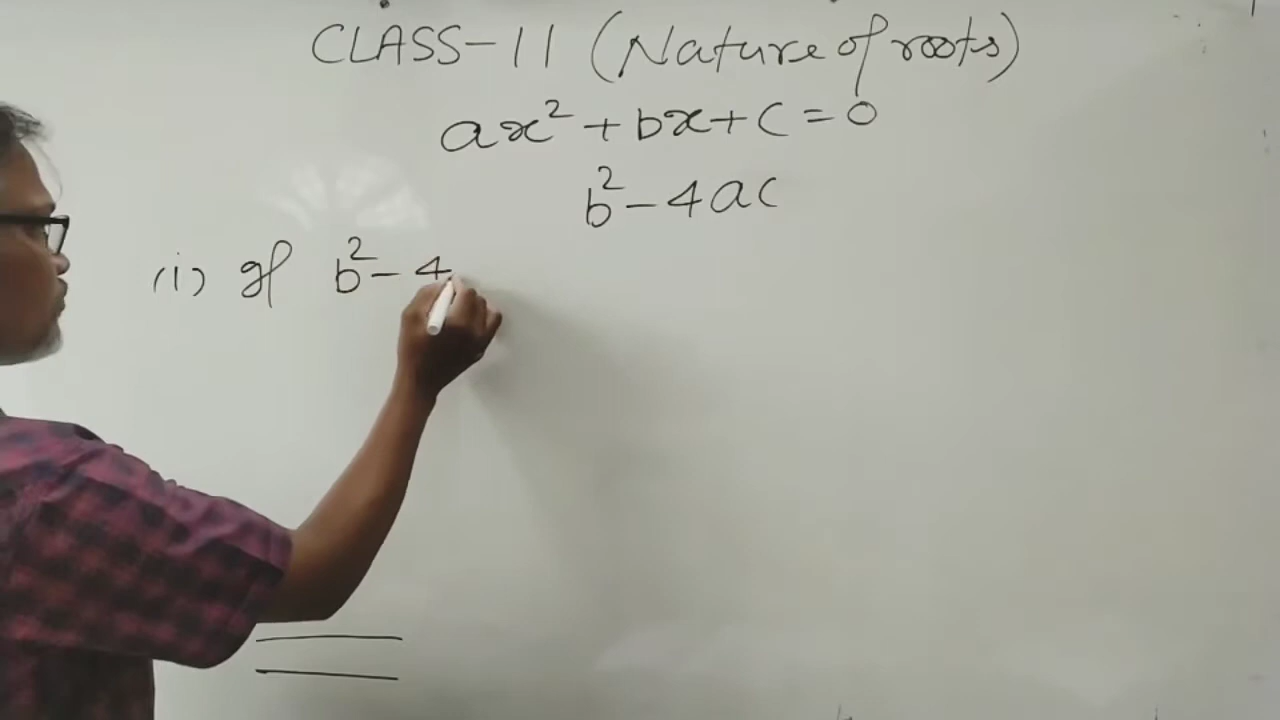 CLASS-11 (Nature of roots)
ax² + bx + c = 0
b² - 4ac
(i) If b² - 4